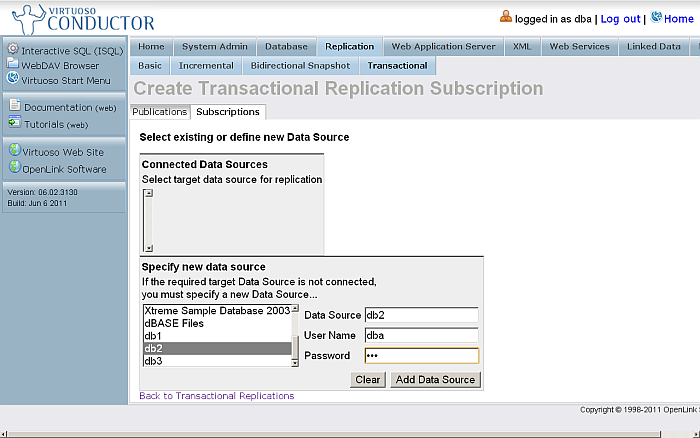 VIRTUOSO
CONDUCTOR
logged in as dba | Log out | Home
Interactive SQL (ISQL)
WebDAV Browser
Virtuoso Start Menu
Documentation (web)
Tutorials (web)
Virtuoso Web Site
OpenLink Software
Version: 06.02.3130
Build: Jun 6 2011
Home System Admin Database Replication Web Application Server XML Web Services Linked Data
Basic Incremental Bidirectional Snapshot Transactional
Create Transactional Replication Subscription
Publications Subscriptions
Select existing or define new Data Source
Connected Data Sources
Select target data source for replication
Specify new data source
If the required target Data Source is not connected,
you must specify a new Data Source...
Xtreme Sample Database 2003
dBASE Files
db1
db2
db3
Data Source db2
User Name dba
Password •••
Clear Add Data Source
Back to Transactional Replications
Copyright © 1998-2011 OpenLink